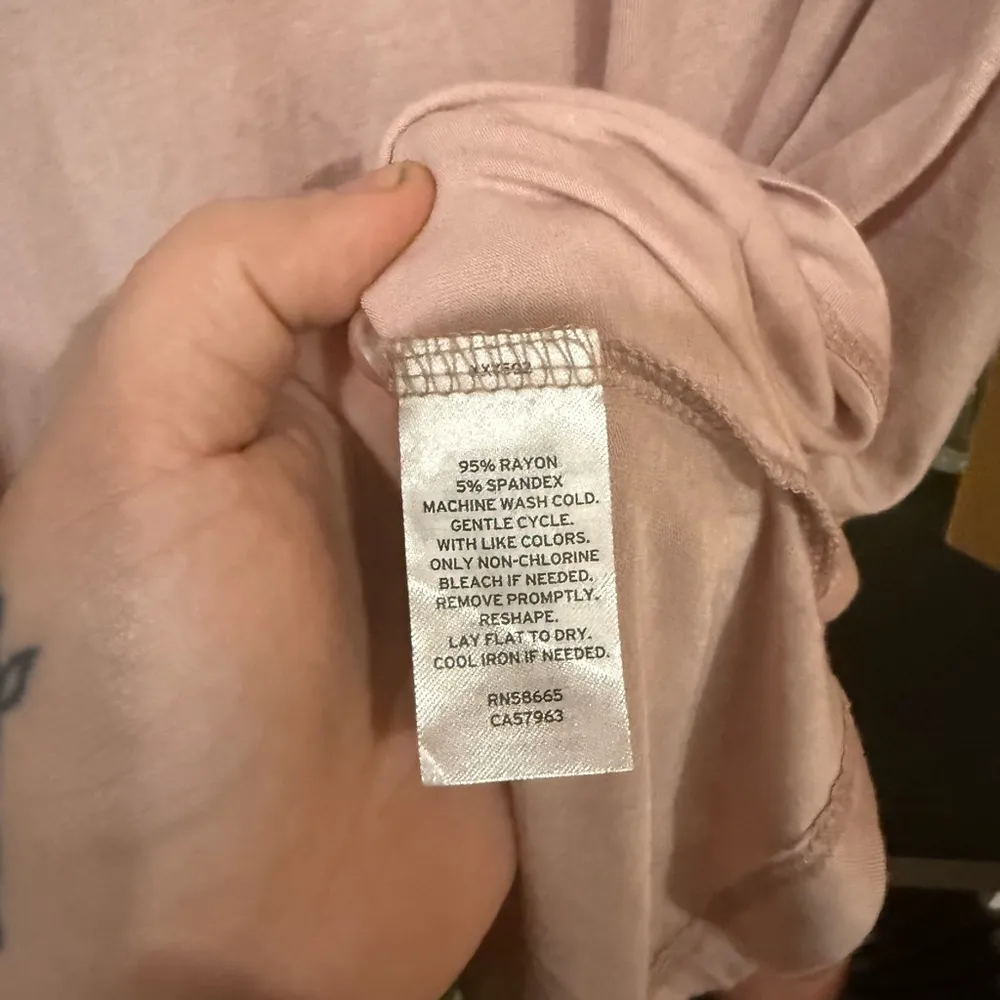 95% RAYON
5% SPANDEX
MACHINE WASH COLD.
GENTLE CYCLE.
WITH LIKE COLORS.
ONLY NON-CHLORINE
BLEACH IF NEEDED.
REMOVE PROMPTLY.
RESHAPE.
LAY FLAT TO DRY.
COOL IRON IF NEEDED.
RN58665
CA57963